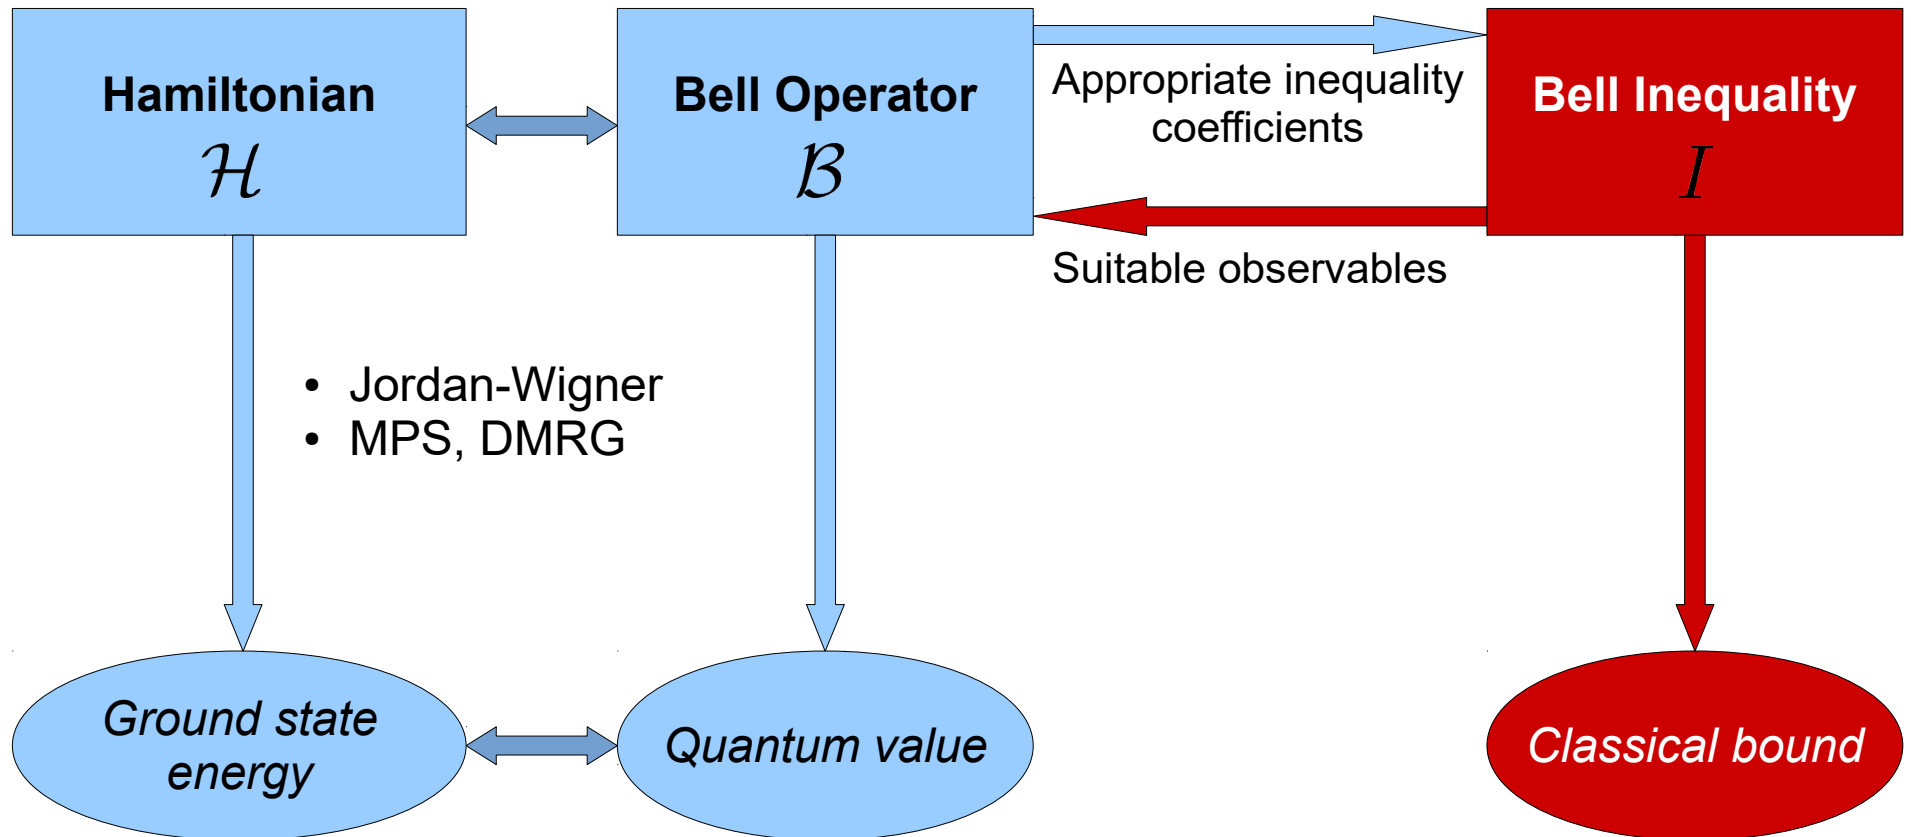 Hamiltonian
ℋ
Bell Operator
ℬ
Appropriate inequality
coefficients
Bell Inequality
I
Suitable observables
• Jordan-Wigner
• MPS, DMRG
Ground state
energy
Quantum value
Classical bound